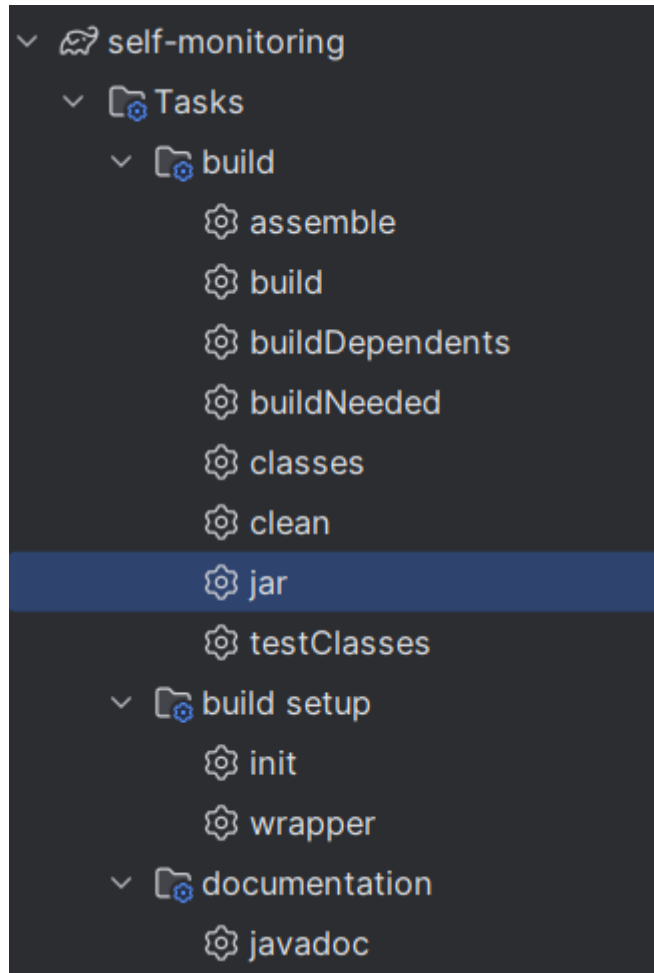 self-monitoring
Tasks
build
assemble
build
buildDependents
buildNeeded
classes
clean
jar
testClasses
build setup
init
wrapper
documentation
javadoc